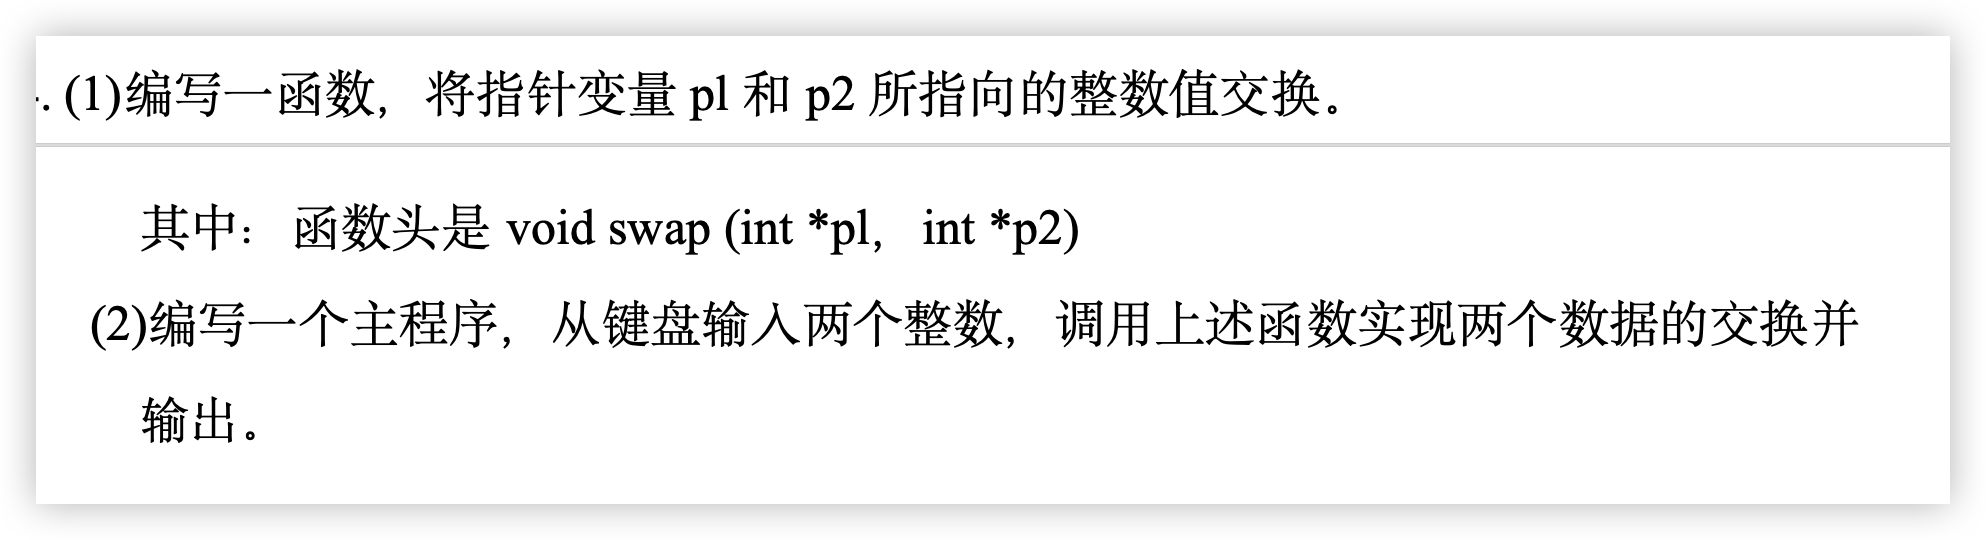 . (1)编写一函数，将指针变量 pl 和 p2 所指向的整数值交换。
其中： 函数头是 void swap (int *pl， int *p2)
(2)编写一个主程序，从键盘输入两个整数，调用上述函数实现两个数据的交换并
输出。